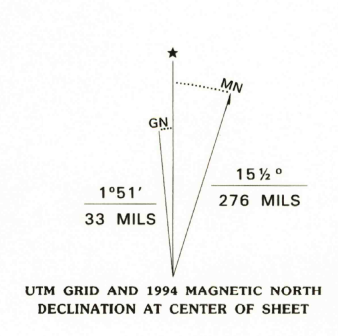 ★
MN
GN
15½°
276 MILS
1°51′
33 MILS
UTM GRID AND 1994 MAGNETIC NORTH
DECLINATION AT CENTER OF SHEET